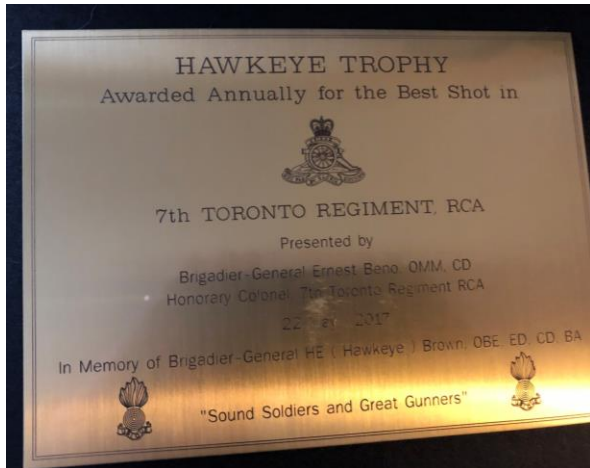 HAWKEYE TROPHY
Awarded Annually for the Best Shot in
7th TORONTO REGIMENT, RCA
Presented by
Brigadier-General Ernest Beno, OMM, CD
Honorary Colonel, 7th Toronto Regiment RCA
22 2017
In Memory of Brigadier-General HE ( Hawkeye ) Brown, OBE, ED, CD, BA
"Sound Soldiers and Great Gunners"